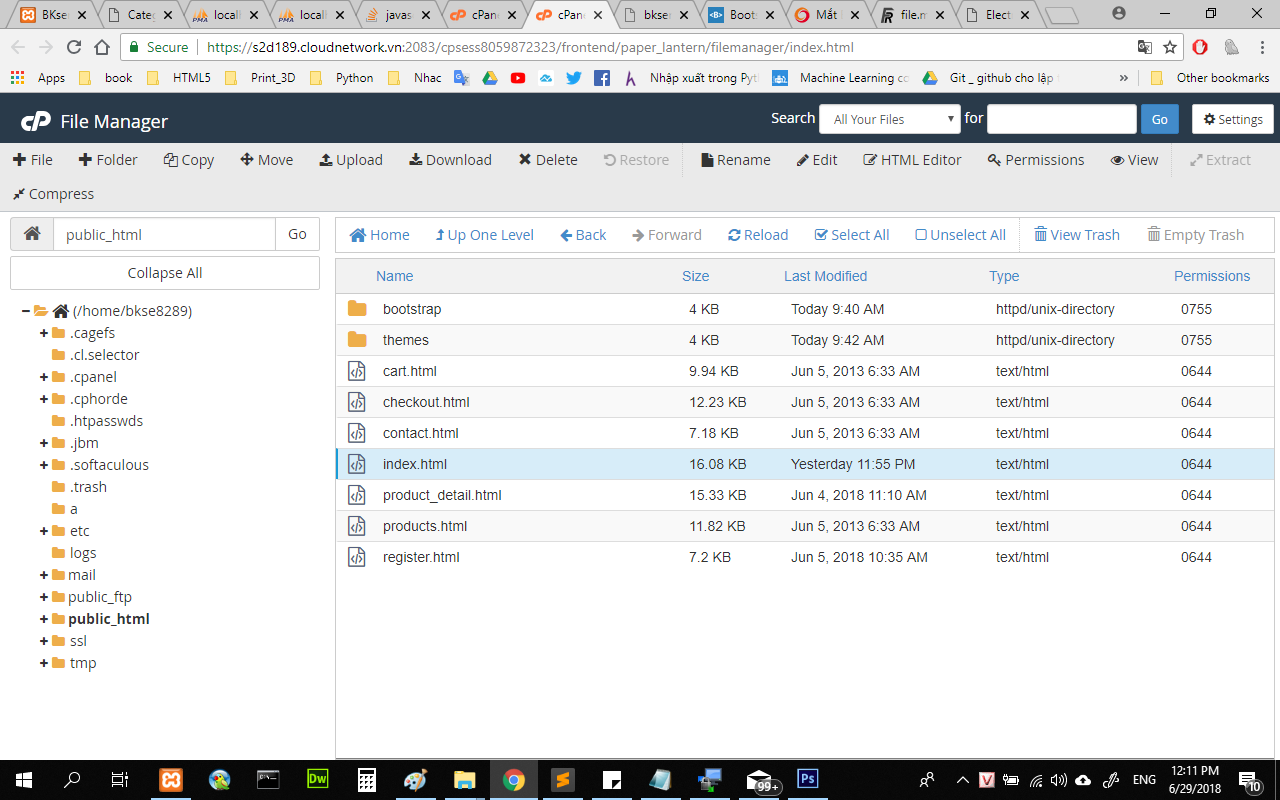 BKse Cate locall locall javas cPan cPan bkser Boots Mắt file.m Elect
Secure https://s2d189.cloudnetwork.vn:2083/cpsess8059872323/frontend/paper_lantern/filemanager/index.html
Apps book HTML5 Print_3D Python Nhac Nhập xuất trong Pyt Machine Learning co Git _ github cho lập » Other bookmarks
cP File Manager Search All Your Files for Go Settings
File Folder Copy Move Upload Download Delete Restore Rename Edit HTML Editor Permissions View Extract
Compress
public_html Go Home Up One Level Back Forward Reload Select All Unselect All View Trash Empty Trash
Collapse All
Name Size Last Modified Type Permissions
(/home/bkse8289)
.cagefs
.cl.selector
.cpanel
.cphorde
.htpasswds
.jbm
.softaculous
.trash
a
etc
logs
mail
public_ftp
public_html
ssl
tmp
bootstrap 4 KB Today 9:40 AM httpd/unix-directory 0755
themes 4 KB Today 9:42 AM httpd/unix-directory 0755
cart.html 9.94 KB Jun 5, 2013 6:33 AM text/html 0644
checkout.html 12.23 KB Jun 5, 2013 6:33 AM text/html 0644
contact.html 7.18 KB Jun 5, 2013 6:33 AM text/html 0644
index.html 16.08 KB Yesterday 11:55 PM text/html 0644
product_detail.html 15.33 KB Jun 4, 2018 11:10 AM text/html 0644
products.html 11.82 KB Jun 5, 2013 6:33 AM text/html 0644
register.html 7.2 KB Jun 5, 2018 10:35 AM text/html 0644
Dw 99+ Ps V ENG 12:11 PM 10
6/29/2018